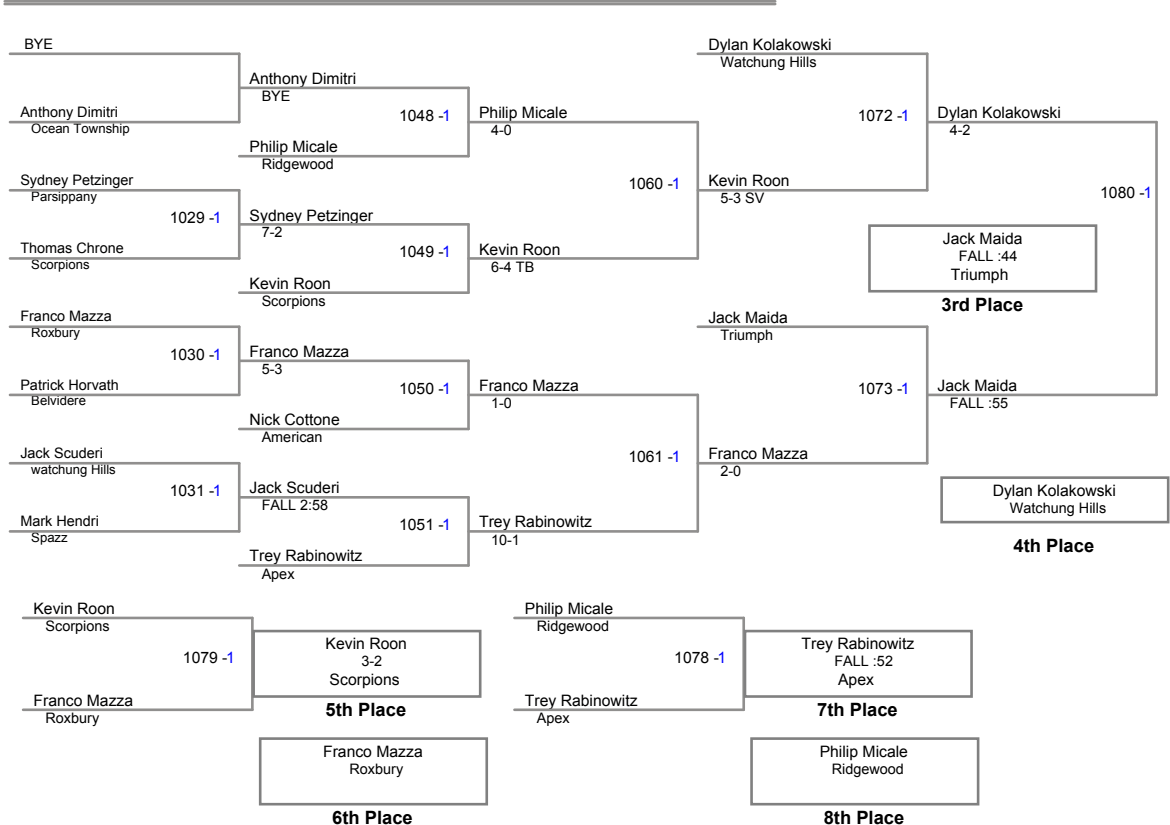 BYE
Anthony Dimitri
Ocean Township
Sydney Petzinger
Parsippany
1029 -1
Thomas Chrone
Scorpions
Franco Mazza
Roxbury
1030 -1
Patrick Horvath
Belvidere
Jack Scuderi
watchung Hills
1031 -1
Mark Hendri
Spazz
Anthony Dimitri
BYE
1048 -1
Philip Micale
Ridgewood
Sydney Petzinger
7-2
1049 -1
Kevin Roon
Scorpions
Franco Mazza
5-3
1050 -1
Nick Cottone
American
Jack Scuderi
FALL 2:58
1051 -1
Trey Rabinowitz
Apex
Philip Micale
4-0
1060 -1
Kevin Roon
6-4 TB
Franco Mazza
1-0
1061 -1
Trey Rabinowitz
10-1
Dylan Kolakowski
Watchung Hills
1072 -1
Kevin Roon
5-3 SV
Jack Maida
Triumph
1073 -1
Franco Mazza
2-0
Dylan Kolakowski
4-2
1080 -1
Jack Maida
FALL :55
Jack Maida
FALL :44
Triumph
3rd Place
Dylan Kolakowski
Watchung Hills
4th Place
Kevin Roon
Scorpions
1079 -1
Franco Mazza
Roxbury
Kevin Roon
3-2
Scorpions
5th Place
Franco Mazza
Roxbury
6th Place
Philip Micale
Ridgewood
1078 -1
Trey Rabinowitz
Apex
Trey Rabinowitz
FALL :52
Apex
7th Place
Philip Micale
Ridgewood
8th Place